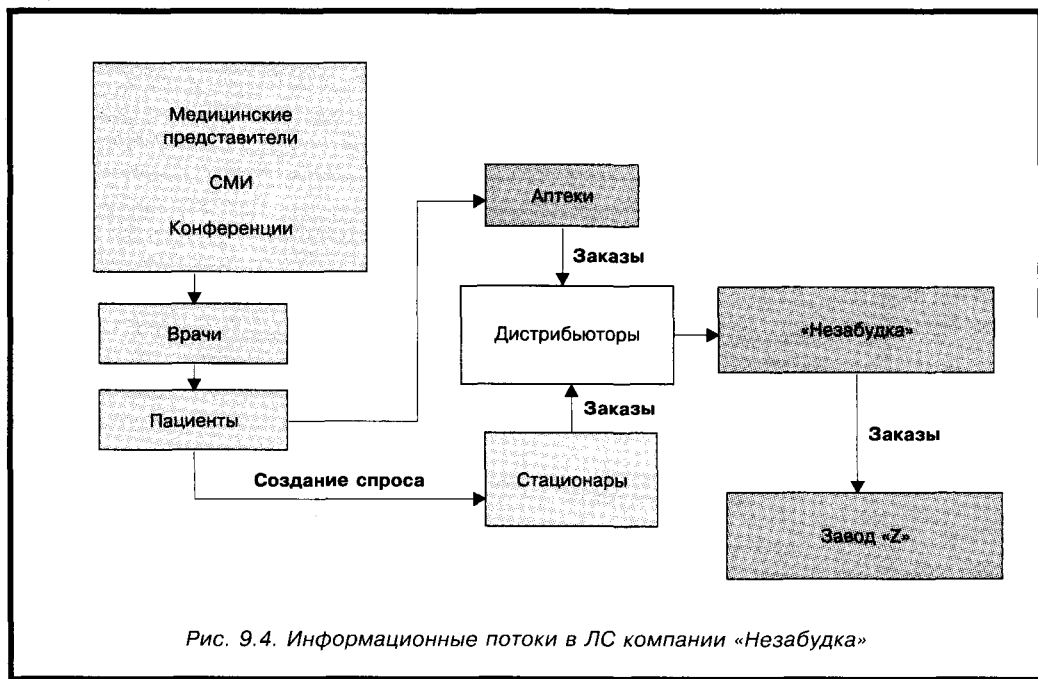 Медицинские
представители
СМИ
Конференции
Аптеки
Заказы
Врачи
Дистрибьюторы
«Незабудка»
Пациенты
Заказы
Заказы
Создание спроса
Стационары
Завод «Z»
Рис. 9.4. Информационные потоки в ЛС компании «Незабудка»